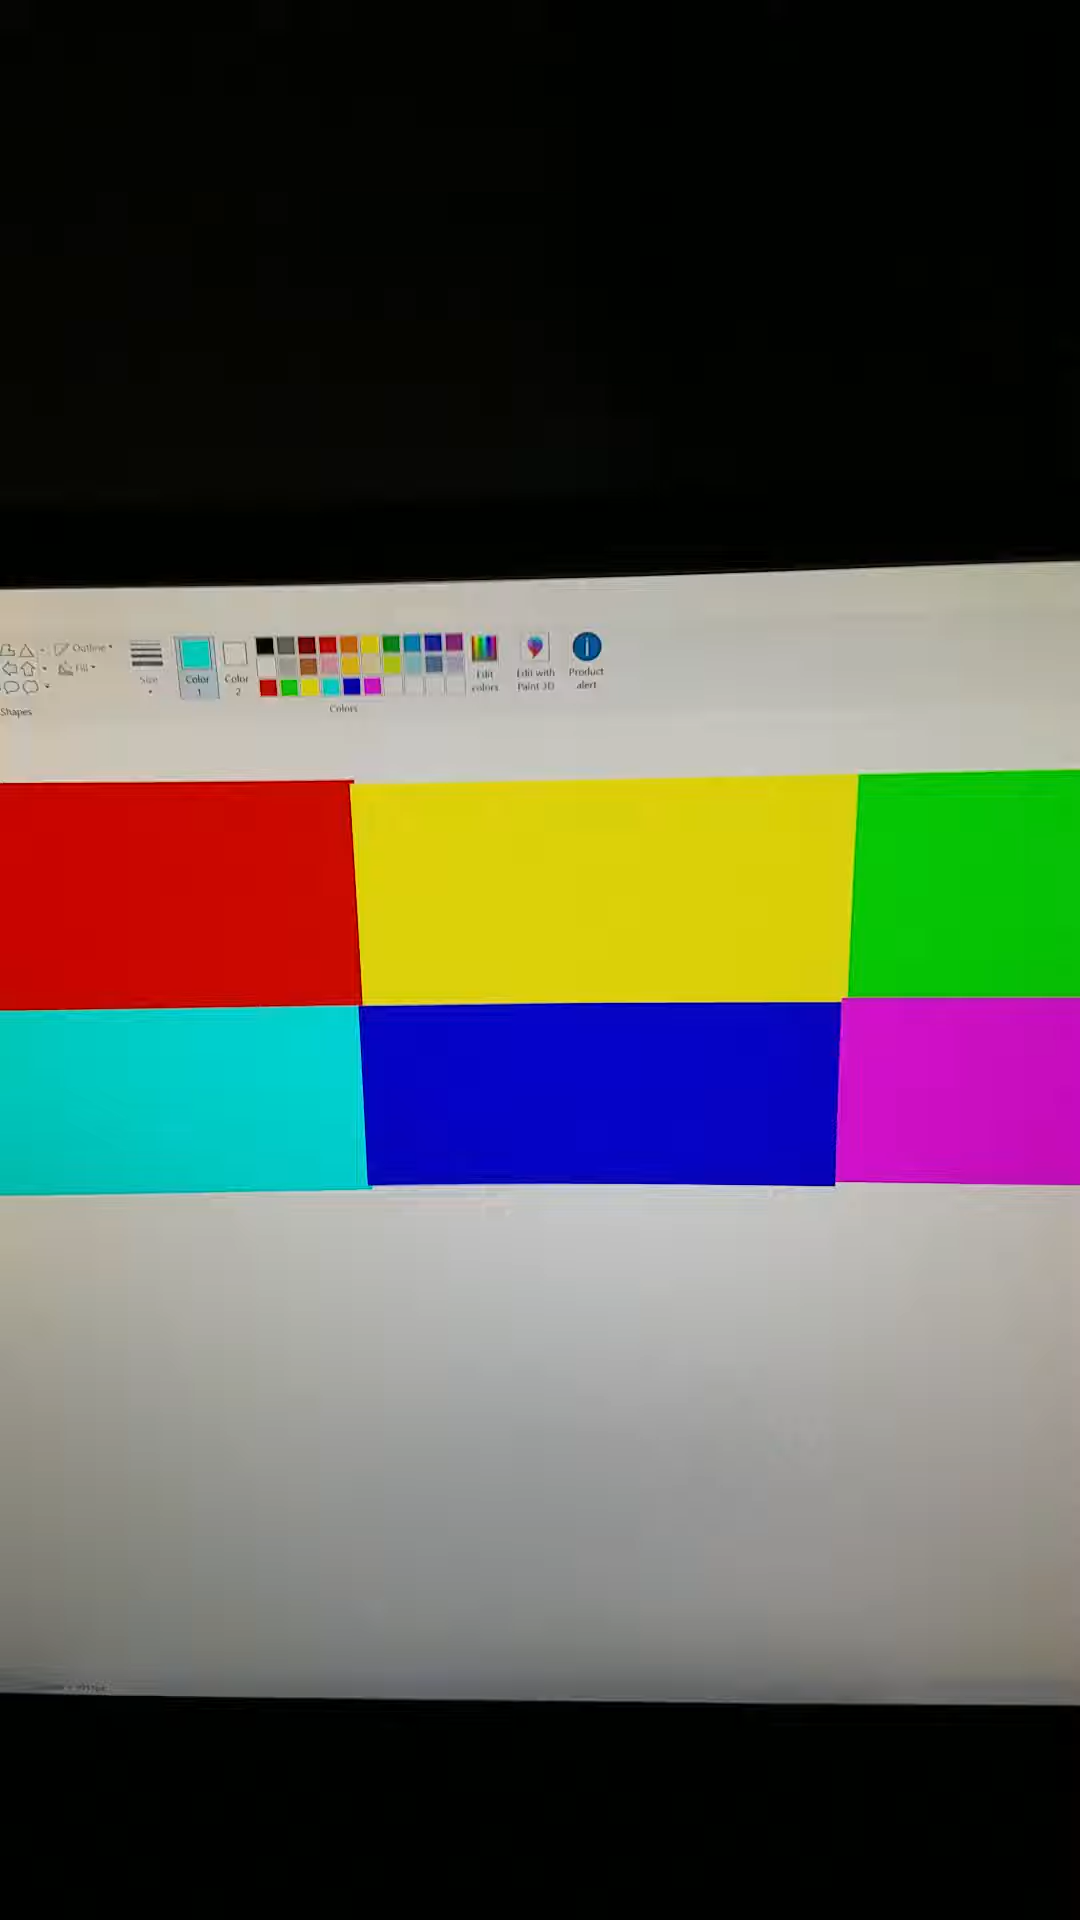 Outline
Fill
Size
Color
1
Color
2
Edit
colors
Edit with
Paint 3D
Product
alert
Shapes
Colors